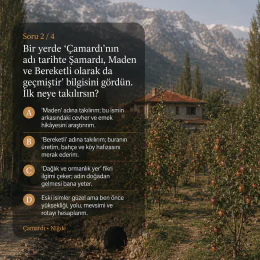 Soru 2 / 4
Bir yerde ‘Çamardı’nın
adı tarihte Şamardı, Maden
ve Bereketli olarak da
geçmiştir’ bilgisini gördün.
İlk neye takılırsın?
A
‘Maden’ adına takılırım; bu ismin
arkasındaki cevher ve emek
hikâyesini araştırırım.
B
‘Bereketli’ adına takılırım; buranın
üretim, bahçe ve köy hafızasını
merak ederim.
C
‘Dağlık ve ormanlık yer’ fikri
ilgimi çeker; adın doğadan
gelmesi bana yeter.
D
Eski isimler güzel ama ben önce
yüksekliği, yolu, mevsimi ve
rotayı hesaplarım.
Çamardı • Niğde